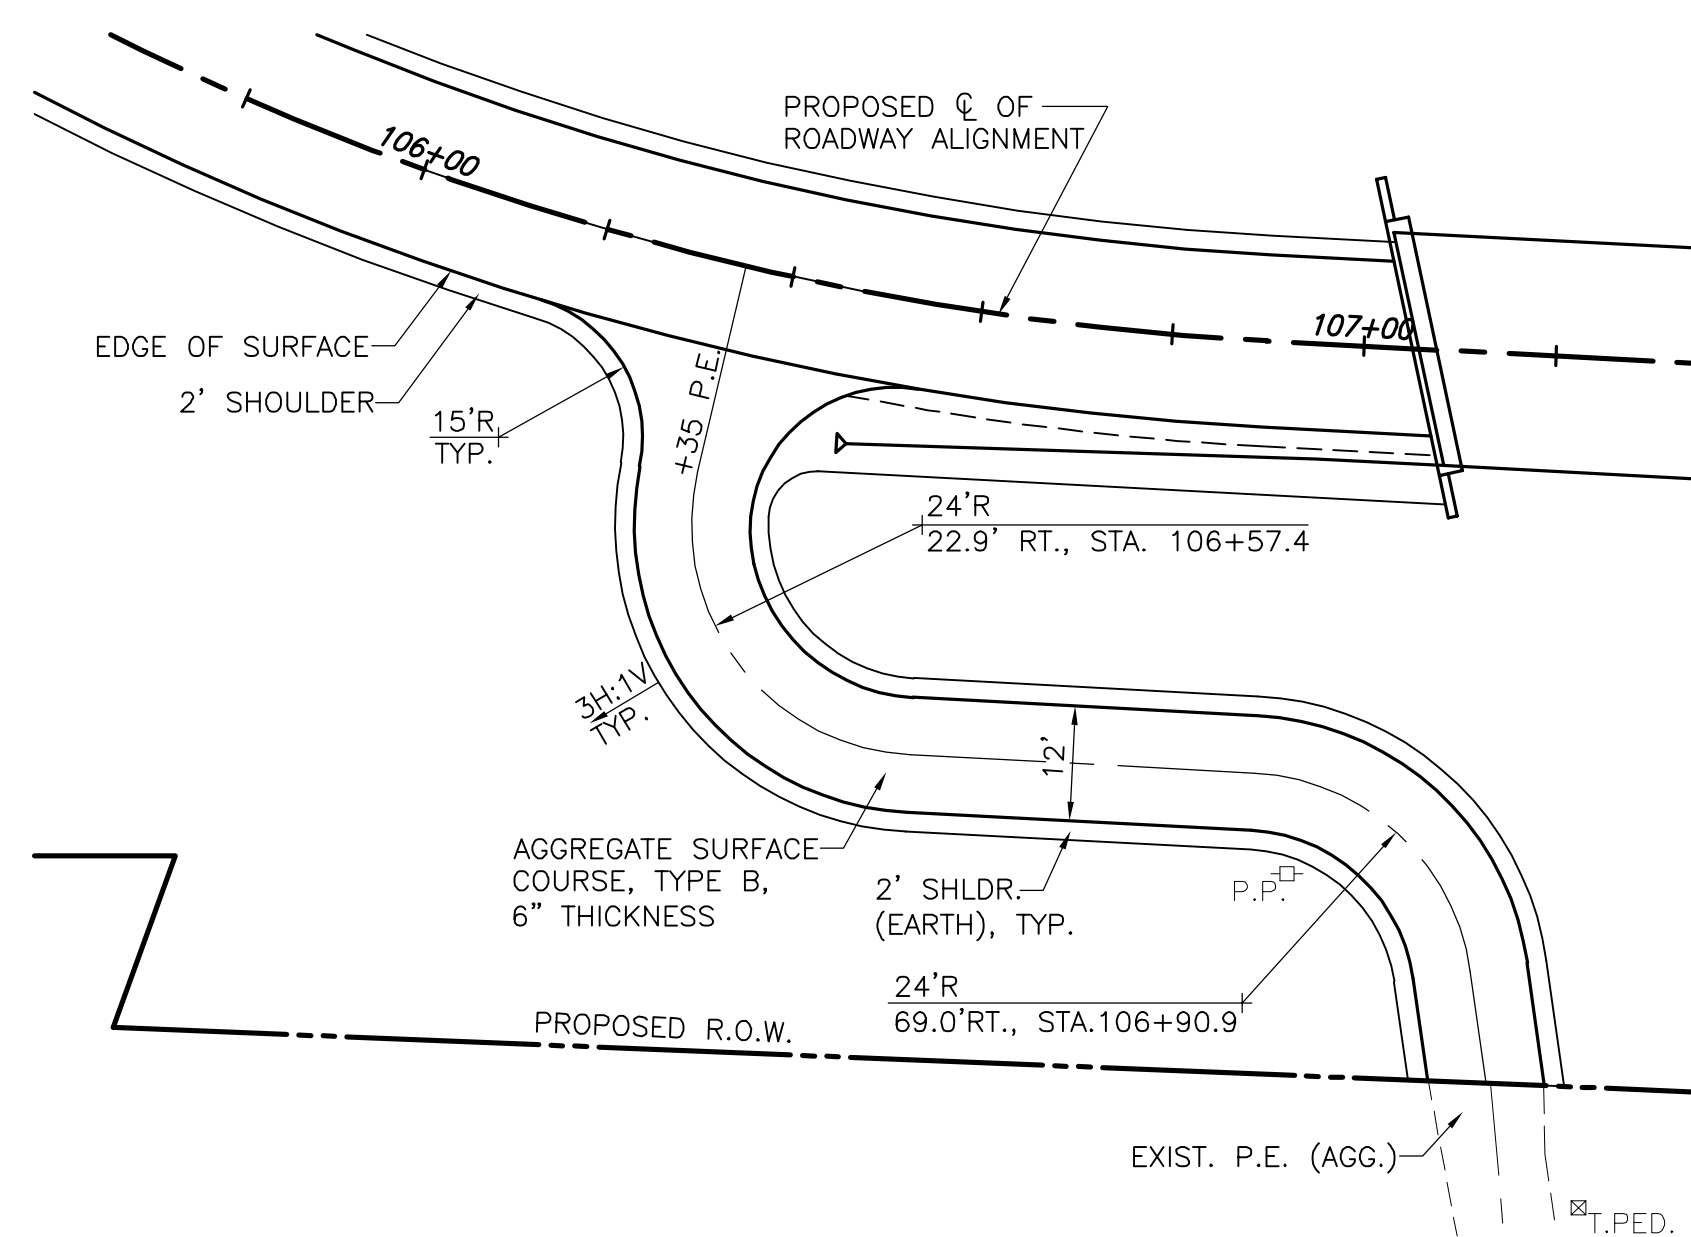 PROPOSED ℄ OF
ROADWAY ALIGNMENT
106+00
107+00
EDGE OF SURFACE
2' SHOULDER
15'R
TYP.
+35 P.E.
24'R
22.9' RT., STA. 106+57.4
3H:1V
TYP.
12'
AGGREGATE SURFACE
COURSE, TYPE B,
6" THICKNESS
2' SHLDR.
(EARTH), TYP.
P.P.
24'R
69.0'RT., STA.106+90.9
PROPOSED R.O.W.
EXIST. P.E. (AGG.)
T.PED.